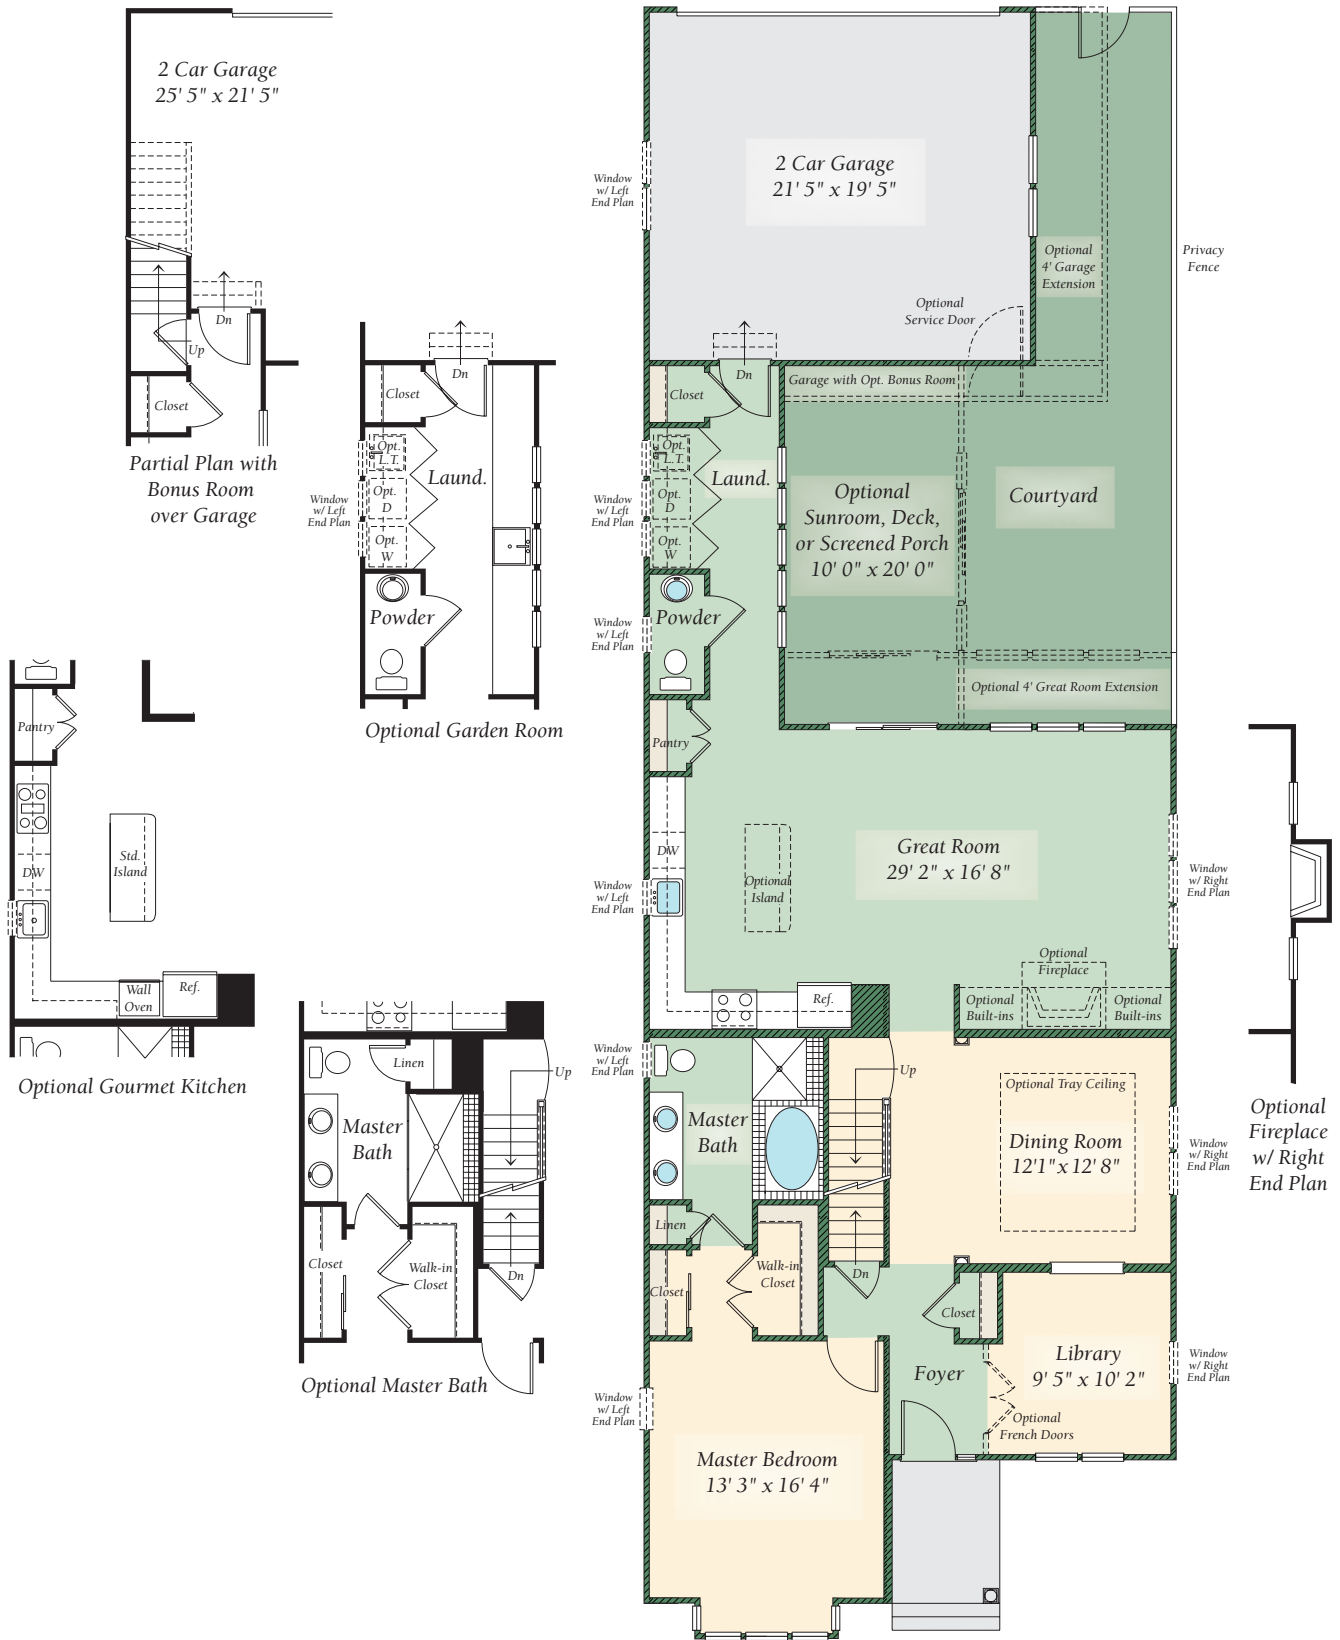 2 Car Garage
25' 5" x 21' 5"
Dn
Up
Closet
Partial Plan with
Bonus Room
over Garage
Dn
Closet
Opt.
L.T.
Laund.
Opt.
D
Window
w/ Left
End Plan
Opt.
W
Powder
Optional Garden Room
Pantry
DW
Std.
Island
Wall
Oven
Ref.
Optional Gourmet Kitchen
Linen
Up
Master
Bath
Closet
Walk-in
Closet
Dn
Optional Master Bath
2 Car Garage
21' 5" x 19' 5"
Window
w/ Left
End Plan
Optional
4' Garage
Extension
Privacy
Fence
Optional
Service Door
Dn
Closet
Garage with Opt. Bonus Room
Opt.
L.T.
Laund.
Opt.
D
Window
w/ Left
End Plan
Opt.
W
Optional
Sunroom, Deck,
or Screened Porch
10' 0" x 20' 0"
Courtyard
Powder
Window
w/ Left
End Plan
Optional 4' Great Room Extension
Pantry
DW
Great Room
29' 2" x 16' 8"
Optional
Island
Window
w/ Left
End Plan
Window
w/ Right
End Plan
Optional
Fireplace
Ref.
Optional
Built-ins
Optional
Built-ins
Window
w/ Left
End Plan
Up
Optional Tray Ceiling
Master
Bath
Dining Room
12'1" x 12' 8"
Window
w/ Right
End Plan
Optional
Fireplace
w/ Right
End Plan
Linen
Closet
Walk-in
Closet
Dn
Closet
Foyer
Library
9' 5" x 10' 2"
Window
w/ Right
End Plan
Optional
French Doors
Window
w/ Left
End Plan
Master Bedroom
13' 3" x 16' 4"